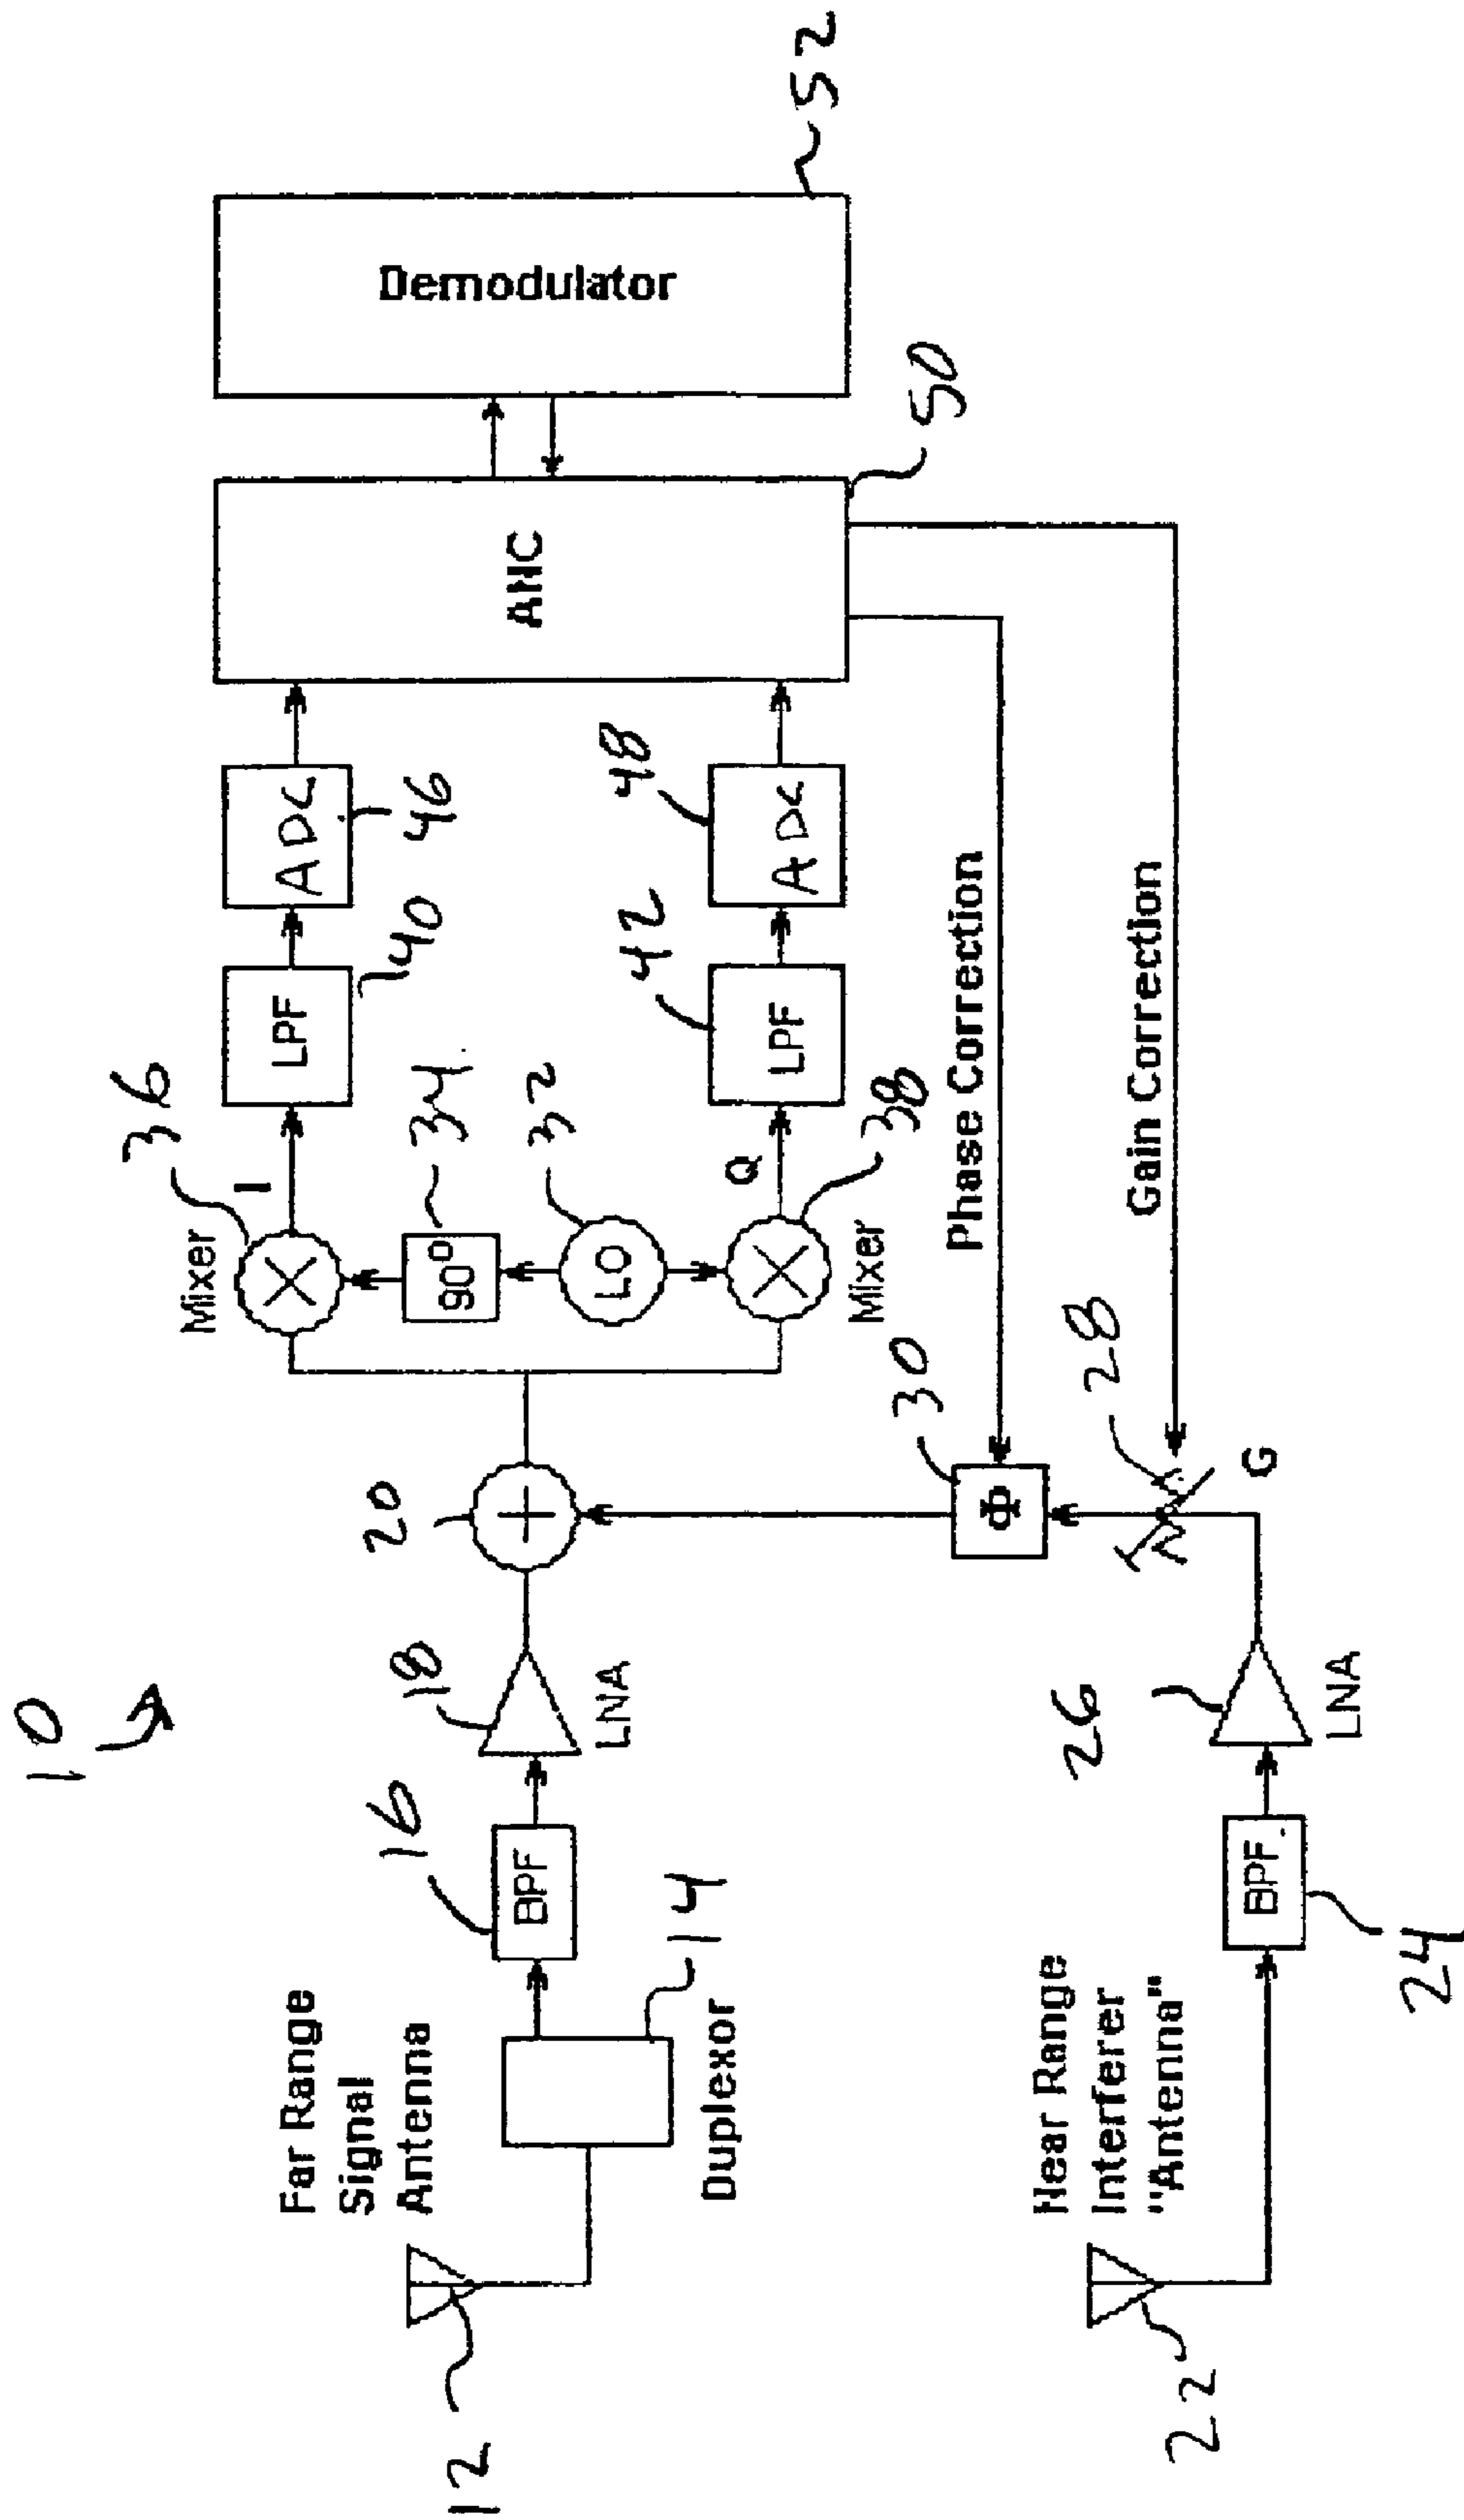 10
12
Far Range
Signal
Antenna
14
Duplexor
16
BPF
18
LNA
20
22
Near Range
Interferer
"Antenna"
24
BPF
26
LNA
28
G
30
Φ
Mixer
36
I
90°
34
LO
32
Mixer
38
Q
LPF
40
LPF
42
ADC
46
ADC
48
Phase Correction
Gain Correction
ANC
50
Demodulator
52